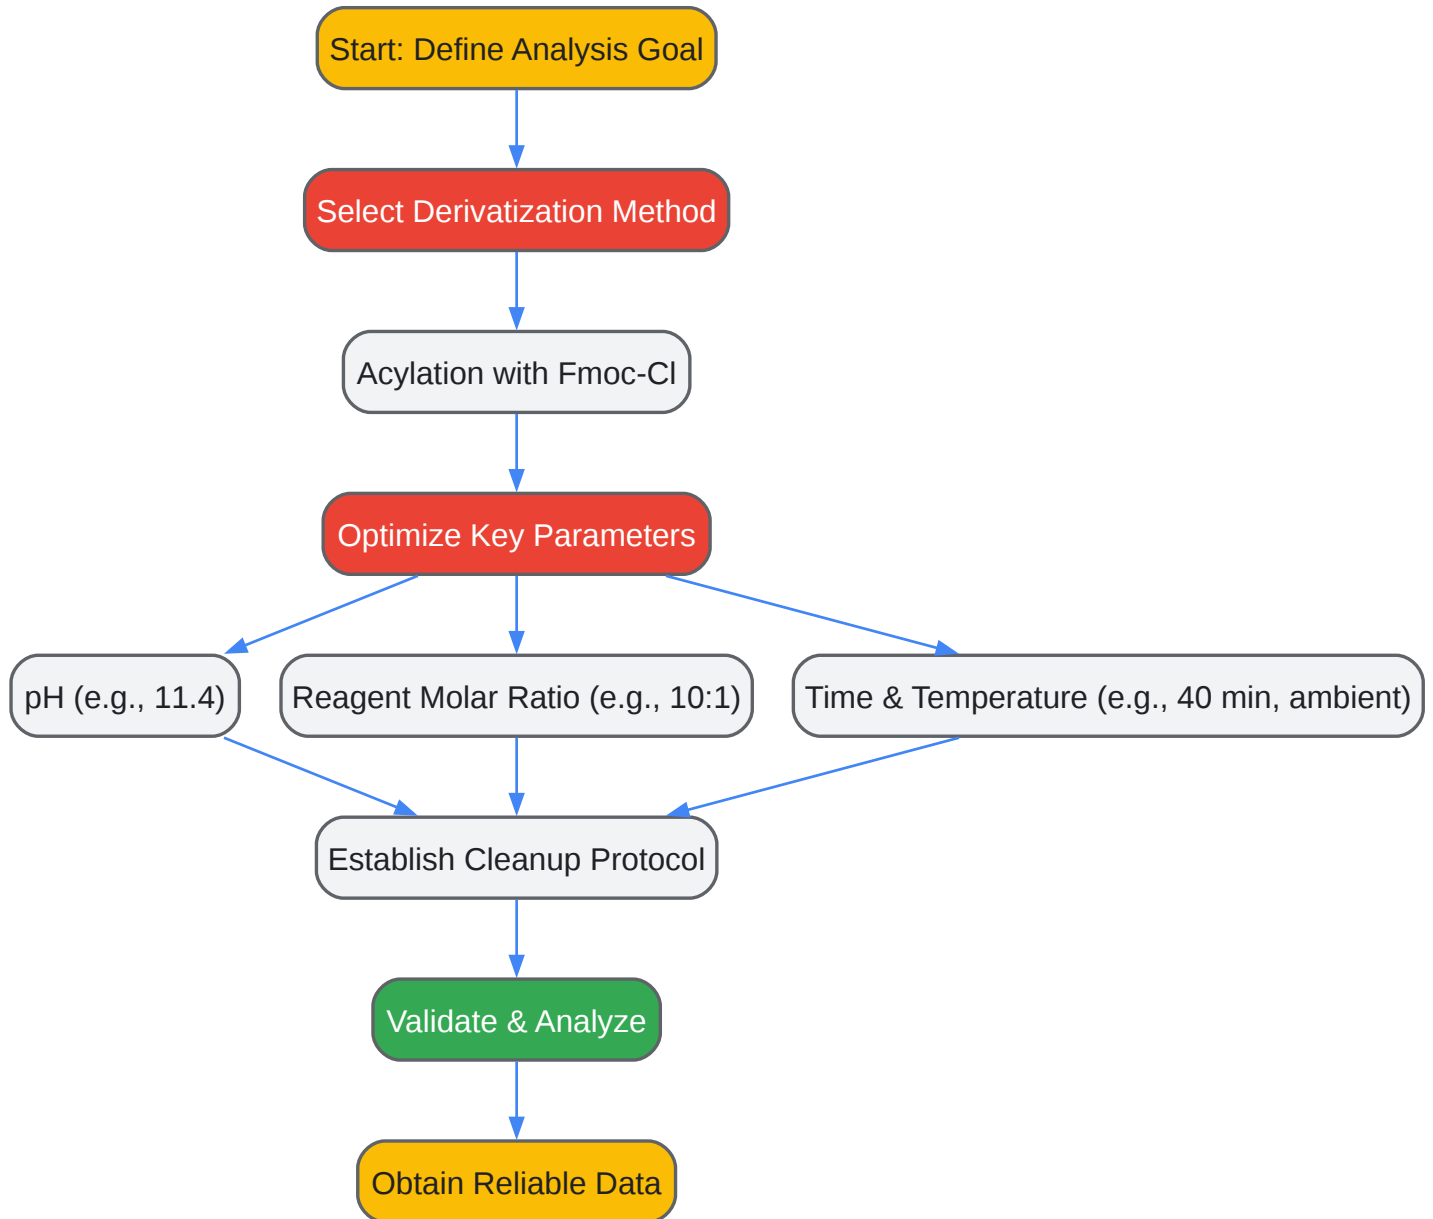 Start: Define Analysis Goal
Select Derivatization Method
Acylation with Fmoc-Cl
Optimize Key Parameters
pH (e.g., 11.4)
Reagent Molar Ratio (e.g., 10:1)
Time & Temperature (e.g., 40 min, ambient)
Establish Cleanup Protocol
Validate & Analyze
Obtain Reliable Data